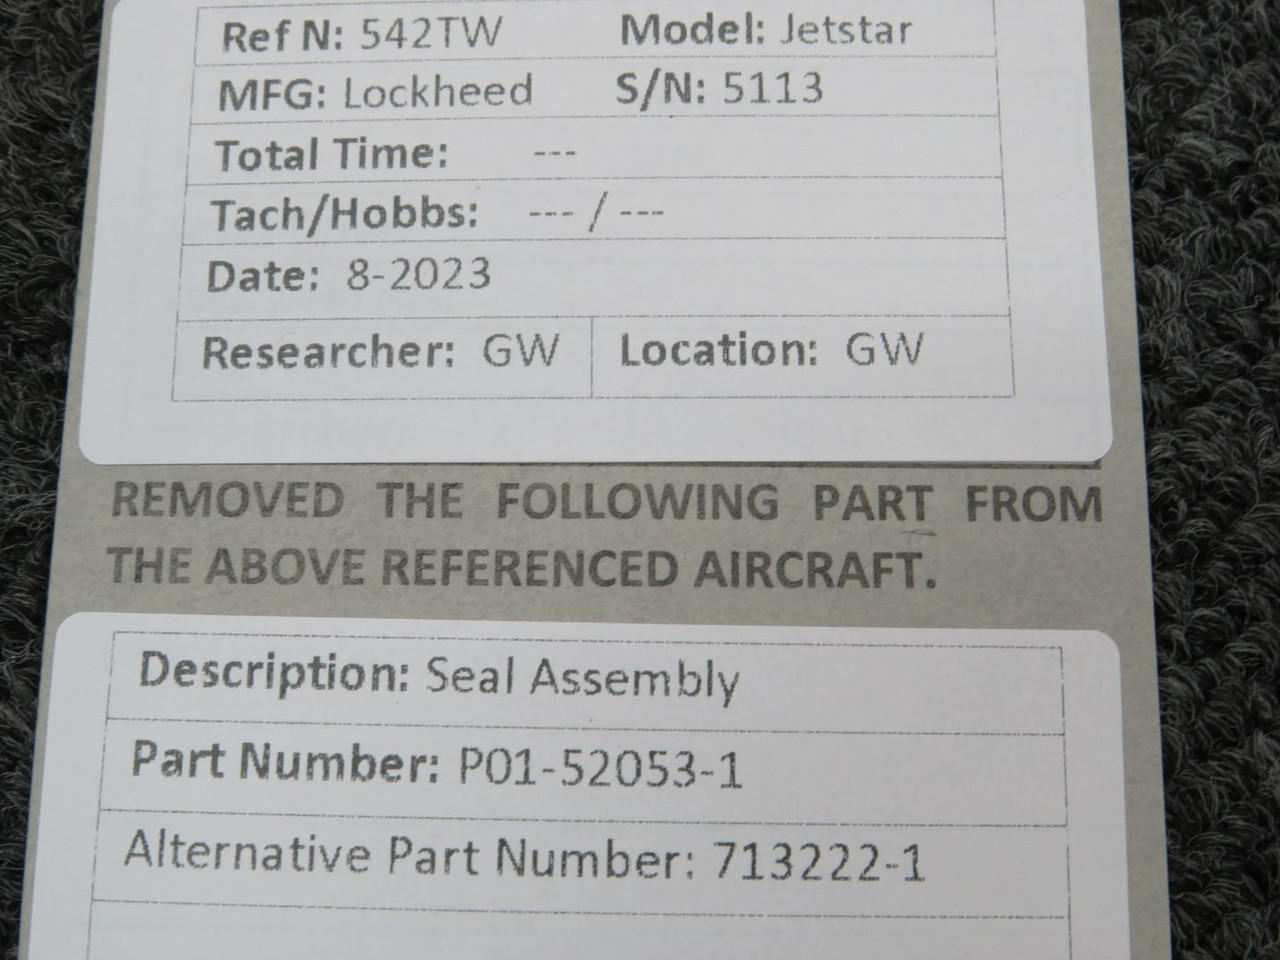 Ref N: 542TW Model: Jetstar
MFG: Lockheed S/N: 5113
Total Time: ---
Tach/Hobbs: --- / ---
Date: 8-2023
Researcher: GW Location: GW
REMOVED THE FOLLOWING PART FROM
THE ABOVE REFERENCED AIRCRAFT.
Description: Seal Assembly
Part Number: P01-52053-1
Alternative Part Number: 713222-1